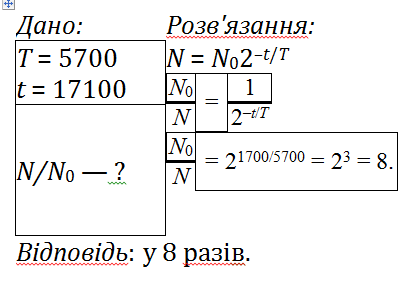 Дано:
Розв'язання:
T = 5700
t = 17100
N/N₀ — ?
N = N₀2^(–t/T)
N₀/N = 1/2^(–t/T)
N₀/N = 2^(1700/5700) = 2³ = 8.
Відповідь: у 8 разів.